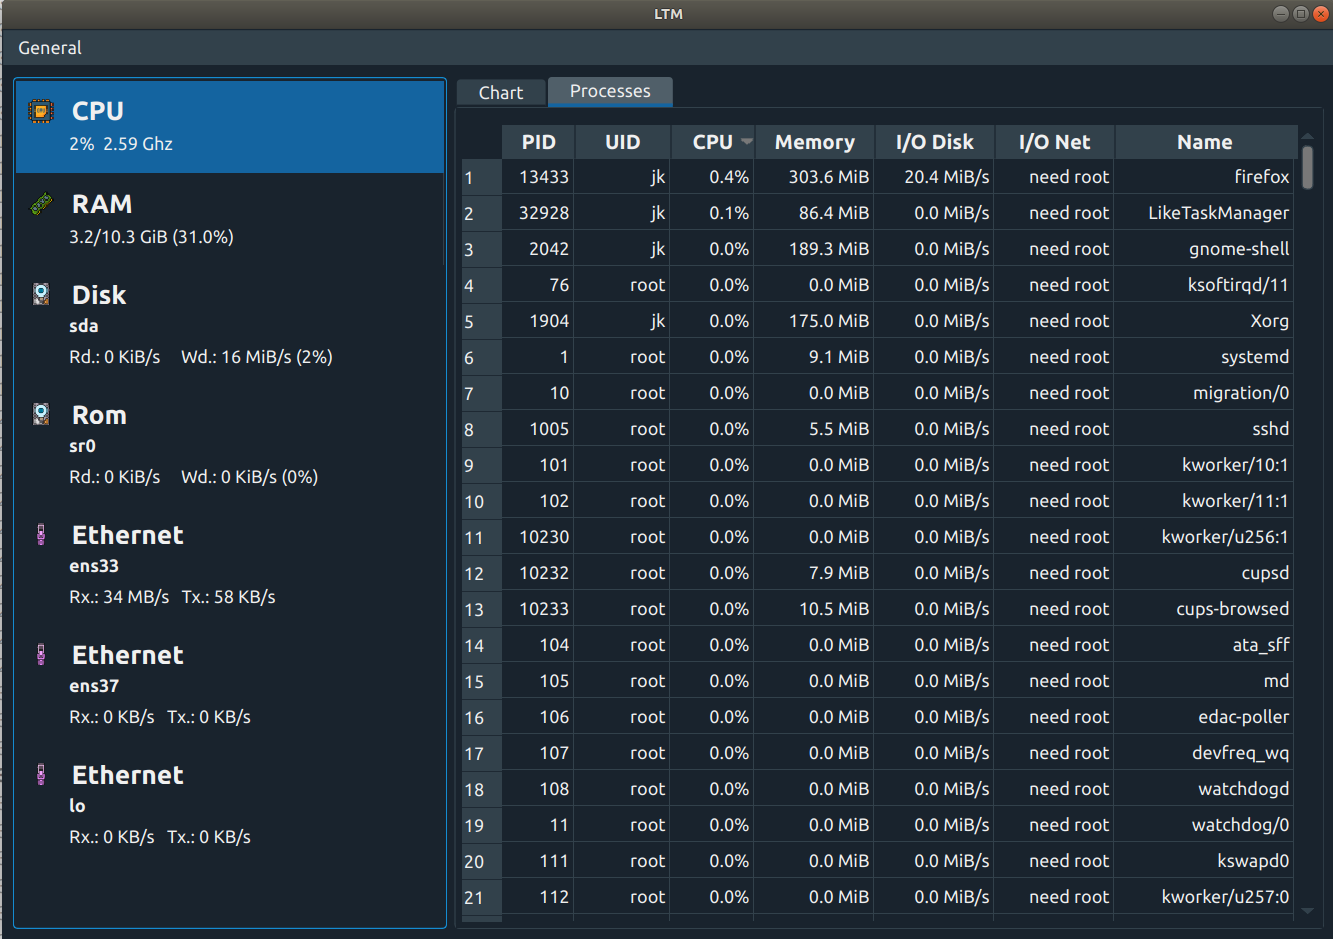 LTM
General
CPU
2% 2.59 Ghz
RAM
3.2/10.3 GiB (31.0%)
Disk
sda
Rd.: 0 KiB/s Wd.: 16 MiB/s (2%)
Rom
sr0
Rd.: 0 KiB/s Wd.: 0 KiB/s (0%)
Ethernet
ens33
Rx.: 34 MB/s Tx.: 58 KB/s
Ethernet
ens37
Rx.: 0 KB/s Tx.: 0 KB/s
Ethernet
lo
Rx.: 0 KB/s Tx.: 0 KB/s
Chart Processes
PID UID CPU Memory I/O Disk I/O Net Name
1 13433 jk 0.4% 303.6 MiB 20.4 MiB/s need root firefox
2 32928 jk 0.1% 86.4 MiB 0.0 MiB/s need root LikeTaskManager
3 2042 jk 0.0% 189.3 MiB 0.0 MiB/s need root gnome-shell
4 76 root 0.0% 0.0 MiB 0.0 MiB/s need root ksoftirqd/11
5 1904 jk 0.0% 175.0 MiB 0.0 MiB/s need root Xorg
6 1 root 0.0% 9.1 MiB 0.0 MiB/s need root systemd
7 10 root 0.0% 0.0 MiB 0.0 MiB/s need root migration/0
8 1005 root 0.0% 5.5 MiB 0.0 MiB/s need root sshd
9 101 root 0.0% 0.0 MiB 0.0 MiB/s need root kworker/10:1
10 102 root 0.0% 0.0 MiB 0.0 MiB/s need root kworker/11:1
11 10230 root 0.0% 0.0 MiB 0.0 MiB/s need root kworker/u256:1
12 10232 root 0.0% 7.9 MiB 0.0 MiB/s need root cupsd
13 10233 root 0.0% 10.5 MiB 0.0 MiB/s need root cups-browsed
14 104 root 0.0% 0.0 MiB 0.0 MiB/s need root ata_sff
15 105 root 0.0% 0.0 MiB 0.0 MiB/s need root md
16 106 root 0.0% 0.0 MiB 0.0 MiB/s need root edac-poller
17 107 root 0.0% 0.0 MiB 0.0 MiB/s need root devfreq_wq
18 108 root 0.0% 0.0 MiB 0.0 MiB/s need root watchdogd
19 11 root 0.0% 0.0 MiB 0.0 MiB/s need root watchdog/0
20 111 root 0.0% 0.0 MiB 0.0 MiB/s need root kswapd0
21 112 root 0.0% 0.0 MiB 0.0 MiB/s need root kworker/u257:0